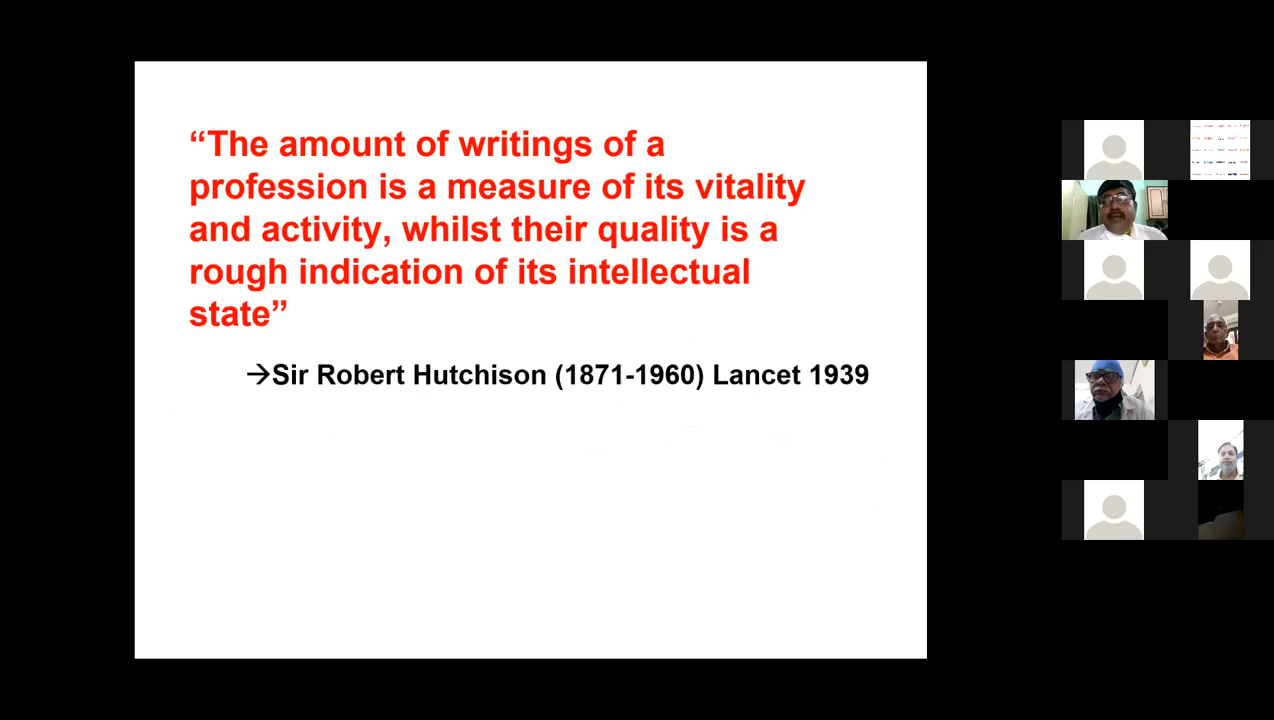 “The amount of writings of a
profession is a measure of its vitality
and activity, whilst their quality is a
rough indication of its intellectual
state”
→Sir Robert Hutchison (1871-1960) Lancet 1939